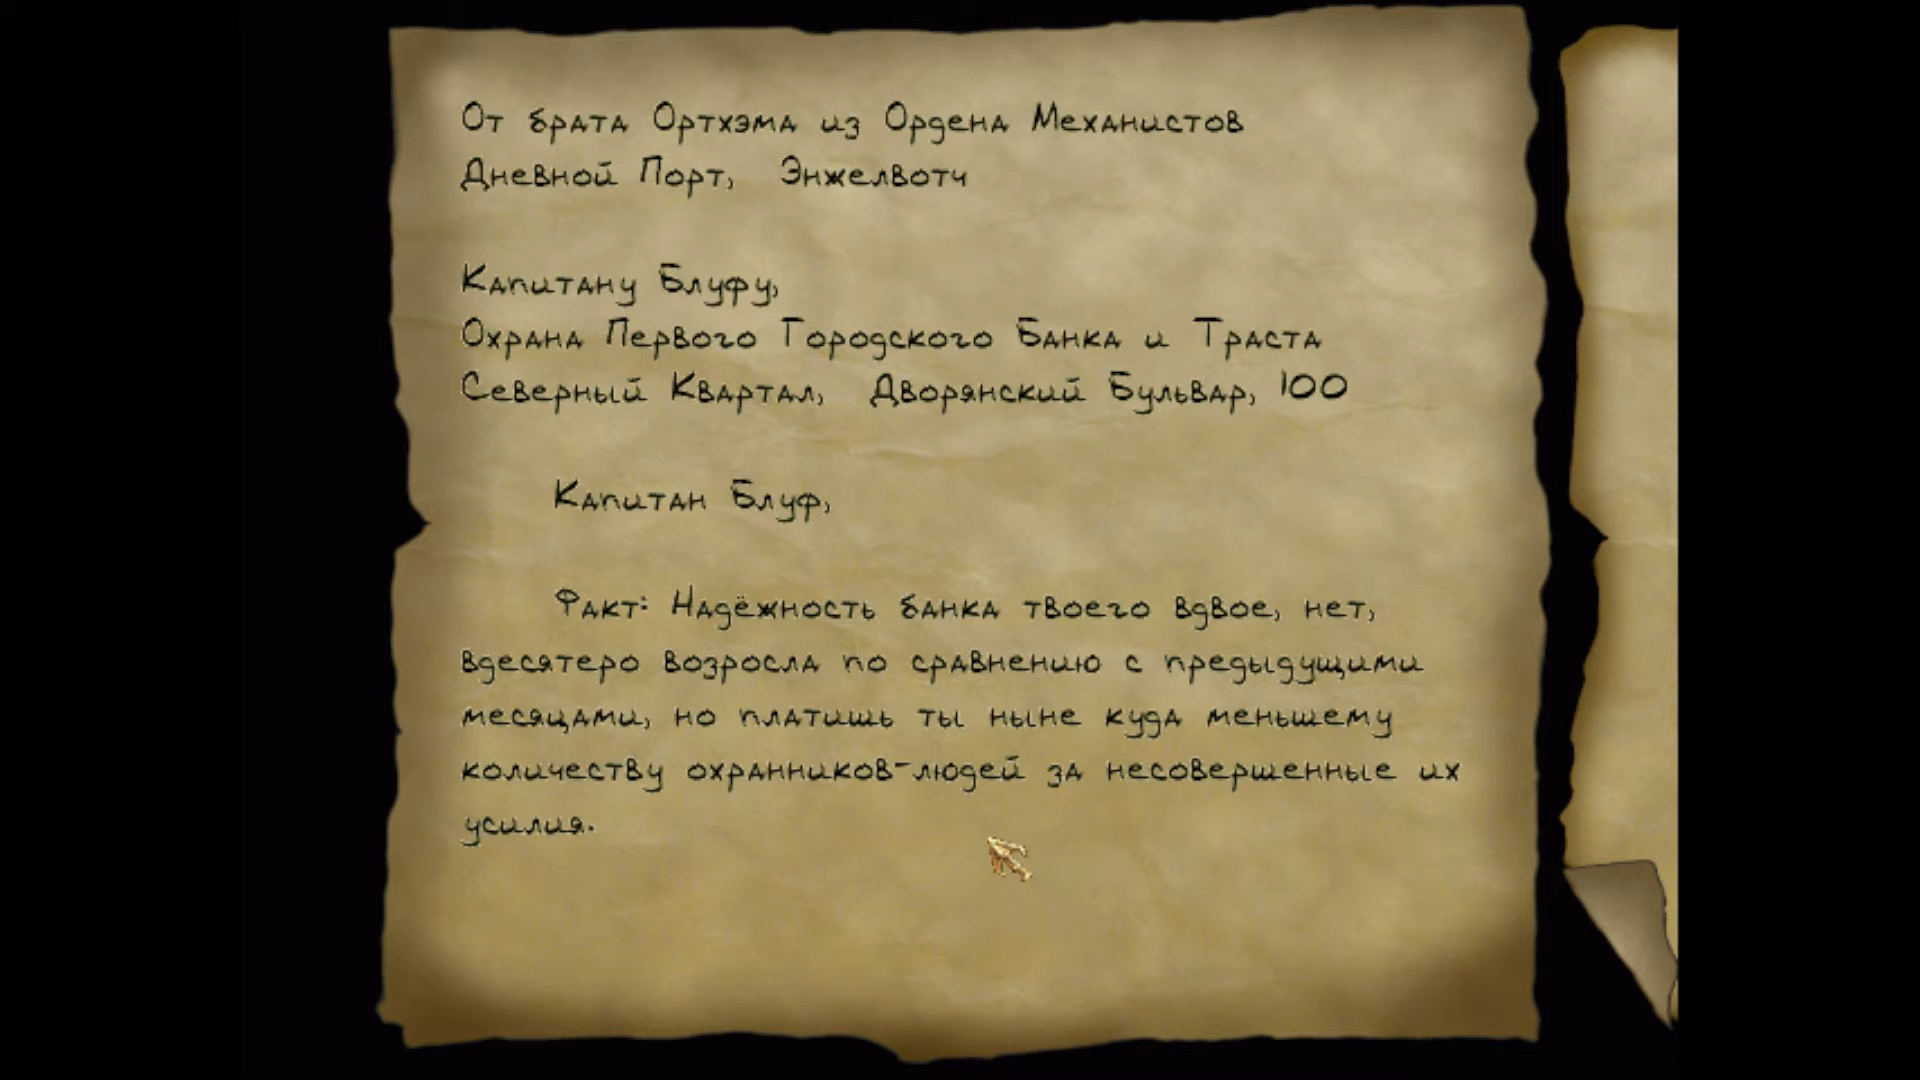 От брата Ортхэма из Ордена Механистов
Дневной Порт, Энжелвотч
Капитану Блуфу,
Охрана Первого Городского Банка и Траста
Северный Квартал, Дворянский Бульвар, 100
Капитан Блуф,
Факт: Надёжность банка твоего вдвое, нет,
вдесятеро возросла по сравнению с предыдущими
месяцами, но платишь ты ныне куда меньшему
количеству охранников-людей за несовершенные их
усилия.